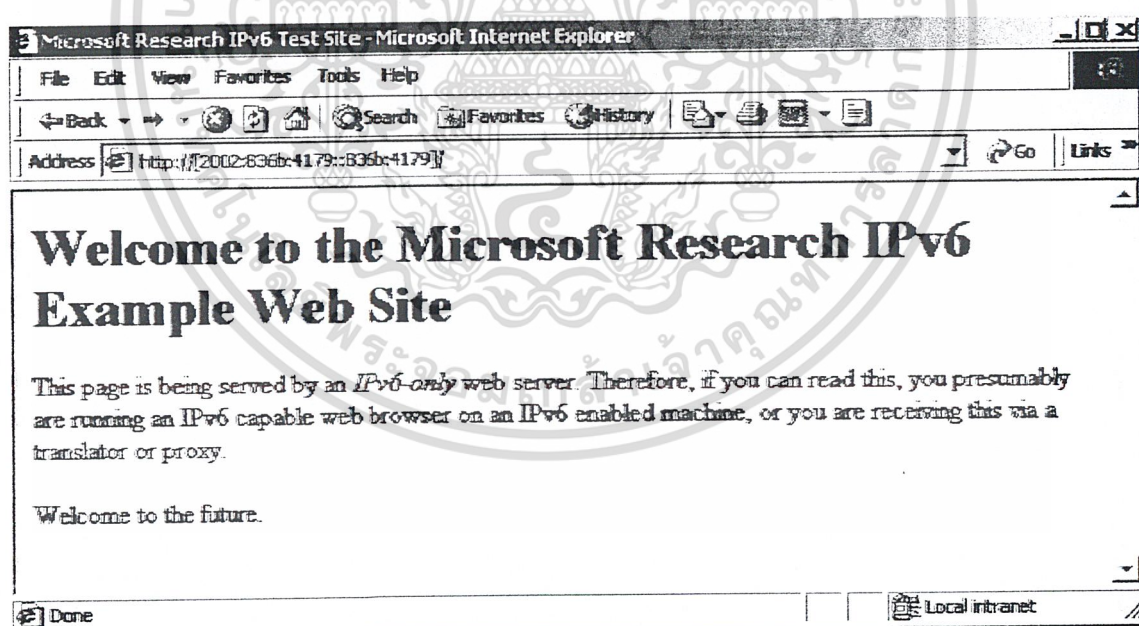 Microsoft Research IPv6 Test Site - Microsoft Internet Explorer
File Edit View Favorites Tools Help
Back Search Favorites History
Address http://[2002:836b:4179::836b:4179]/ Go Links »
Welcome to the Microsoft Research IPv6
Example Web Site
This page is being served by an IPv6-only web server. Therefore, if you can read this, you presumably
are running an IPv6 capable web browser on an IPv6 enabled machine, or you are receiving this via a
translator or proxy.
Welcome to the future.
Done Local intranet